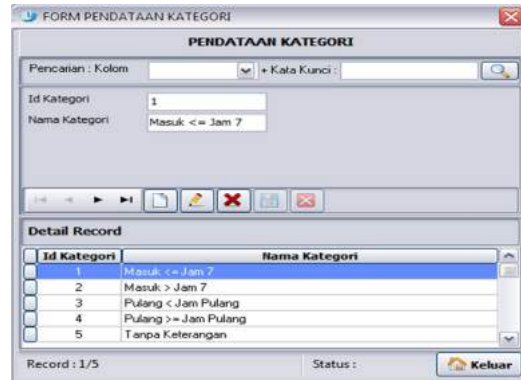 FORM PENDATAAN KATEGORI
PENDATAAN KATEGORI
Pencarian : Kolom + Kata Kunci :
Id Kategori 1
Nama Kategori Masuk <= Jam 7
Detail Record
Id Kategori Nama Kategori
1 Masuk <= Jam 7
2 Masuk > Jam 7
3 Pulang < Jam Pulang
4 Pulang >= Jam Pulang
5 Tanpa Keterangan
Record : 1/5 Status : Keluar